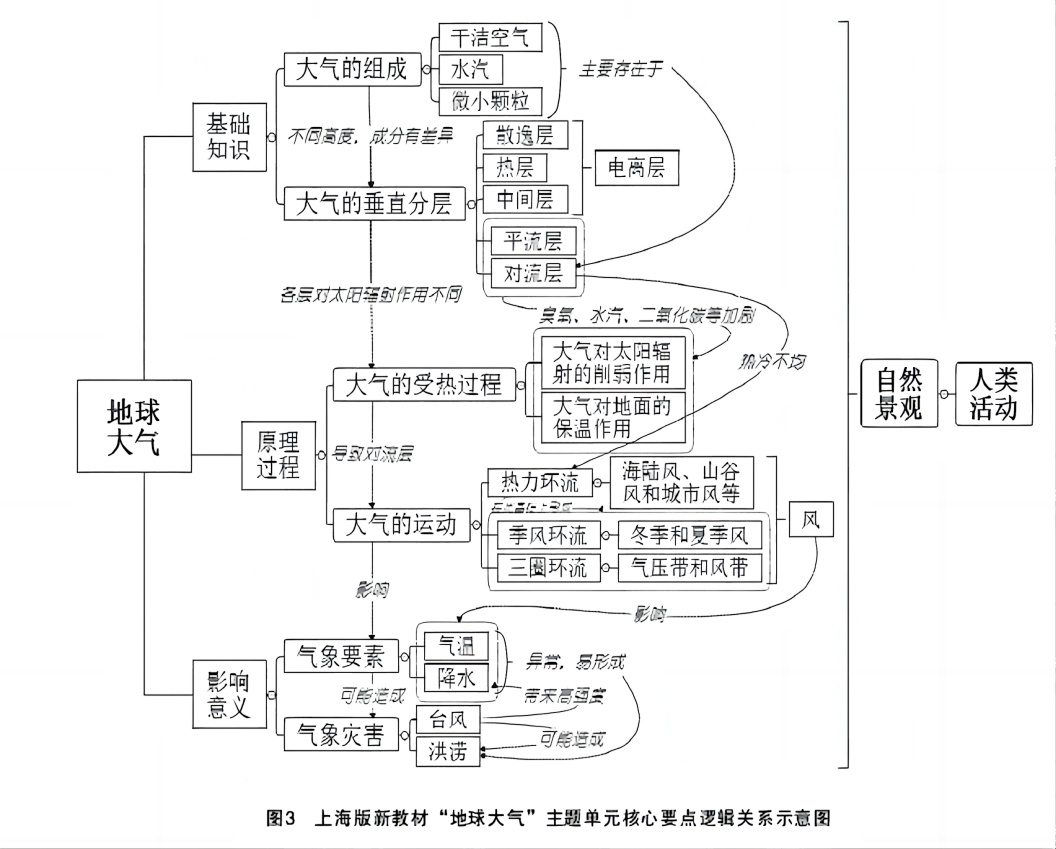 干洁空气
大气的组成
水汽
主要存在于
微小颗粒
基础
知识
不同高度，成分有差异
散逸层
热层
电离层
中间层
大气的垂直分层
平流层
对流层
各层对太阳辐射作用不同
臭氧、水汽、二氧化碳等加剧
热冷不均
大气对太阳辐
射的削弱作用
大气的受热过程
大气对地面的
保温作用
自然
景观
人类
活动
地球
大气
原理
过程
导致对流层
热力环流
海陆风、山谷
风和城市风等
大气的运动
季风环流
冬季和夏季风
风
三圈环流
气压带和风带
影响
影响
气象要素
气温
降水
异常，易形成
影响
意义
可能造成
带来高强度
气象灾害
台风
洪涝
可能造成
图3 上海版新教材“地球大气”主题单元核心要点逻辑关系示意图